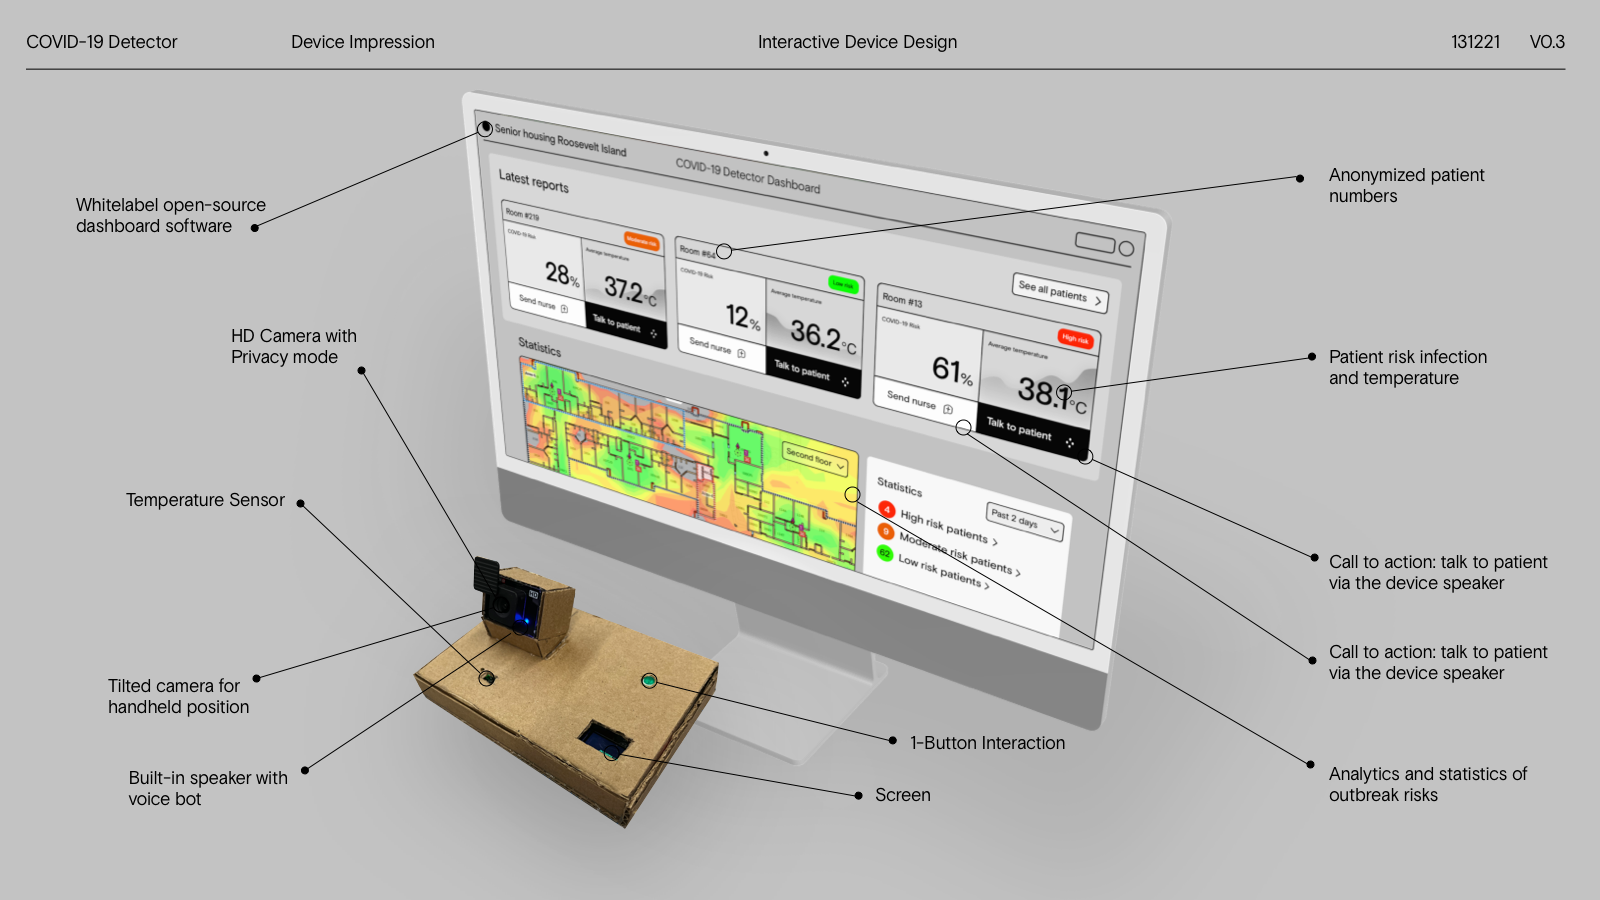 COVID-19 Detector
Device Impression
Interactive Device Design
131221
V0.3
Senior housing Roosevelt Island
COVID-19 Detector Dashboard
Latest reports
See all patients
Room #219
Moderate risk
COVID-19 Risk
28%
Average temperature
37.2°C
Send nurse
Talk to patient
Room #64
Low risk
COVID-19 Risk
12%
Average temperature
36.2°C
Send nurse
Talk to patient
Room #13
High risk
COVID-19 Risk
61%
Average temperature
38.1°C
Send nurse
Talk to patient
Statistics
Second floor
Statistics
Past 2 days
4 High risk patients
9 Moderate risk patients
62 Low risk patients
HD
Whitelabel open-source
dashboard software
HD Camera with
Privacy mode
Temperature Sensor
Tilted camera for
handheld position
Built-in speaker with
voice bot
Anonymized patient
numbers
Patient risk infection
and temperature
Call to action: talk to patient
via the device speaker
Call to action: talk to patient
via the device speaker
Analytics and statistics of
outbreak risks
1-Button Interaction
Screen